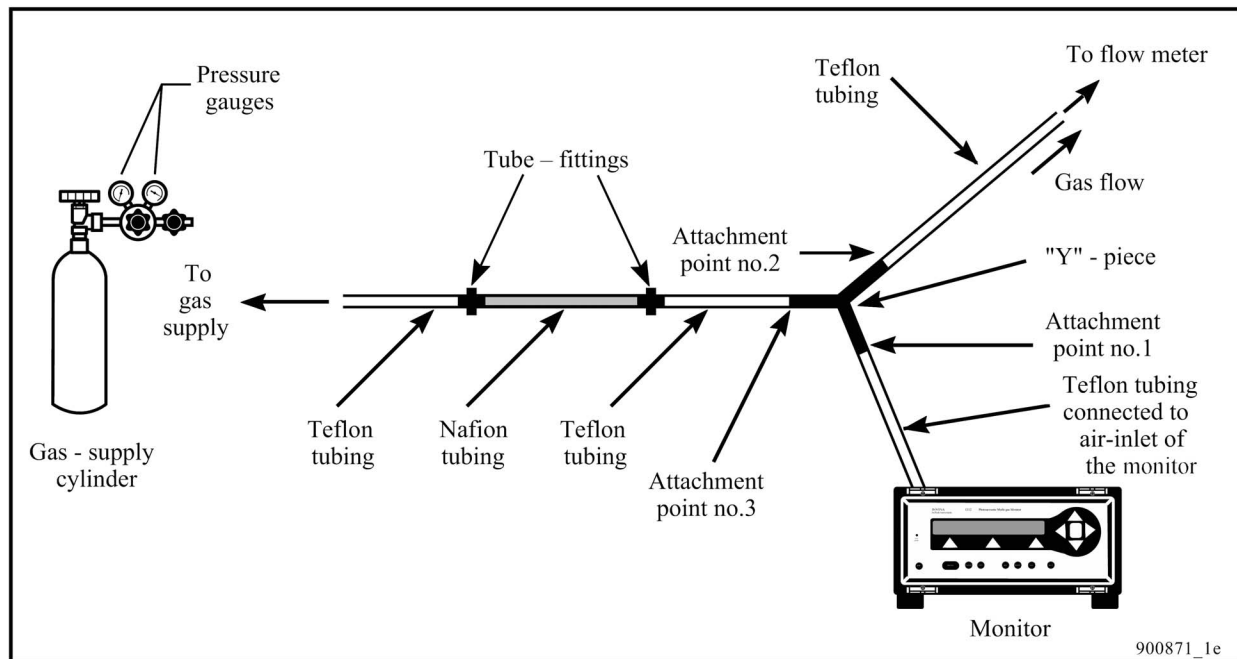 Pressure
gauges
To flow meter
Teflon
tubing
Tube – fittings
Gas flow
Attachment
point no.2
"Y" - piece
To
gas
supply
Attachment
point no.1
Teflon tubing
connected to
air-inlet of
the monitor
Teflon
tubing
Nafion
tubing
Teflon
tubing
Attachment
point no.3
Gas - supply
cylinder
Monitor
900871_1e